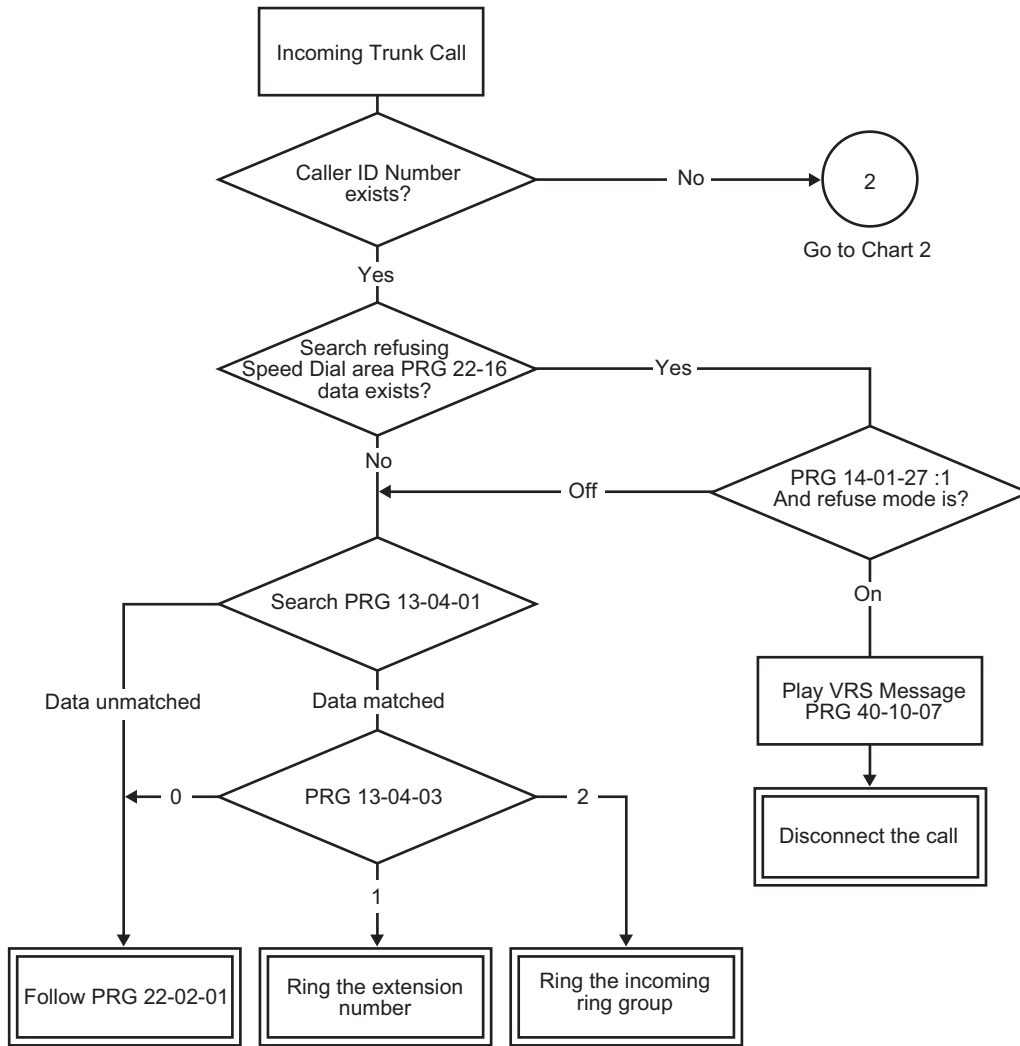 Incoming Trunk Call
Caller ID Number
exists?
No
2
Go to Chart 2
Yes
Search refusing
Speed Dial area PRG 22-16
data exists?
Yes
No
PRG 14-01-27 :1
And refuse mode is?
Off
On
Search PRG 13-04-01
Play VRS Message
PRG 40-10-07
Data unmatched
Data matched
0
PRG 13-04-03
2
Disconnect the call
1
Follow PRG 22-02-01
Ring the extension
number
Ring the incoming
ring group